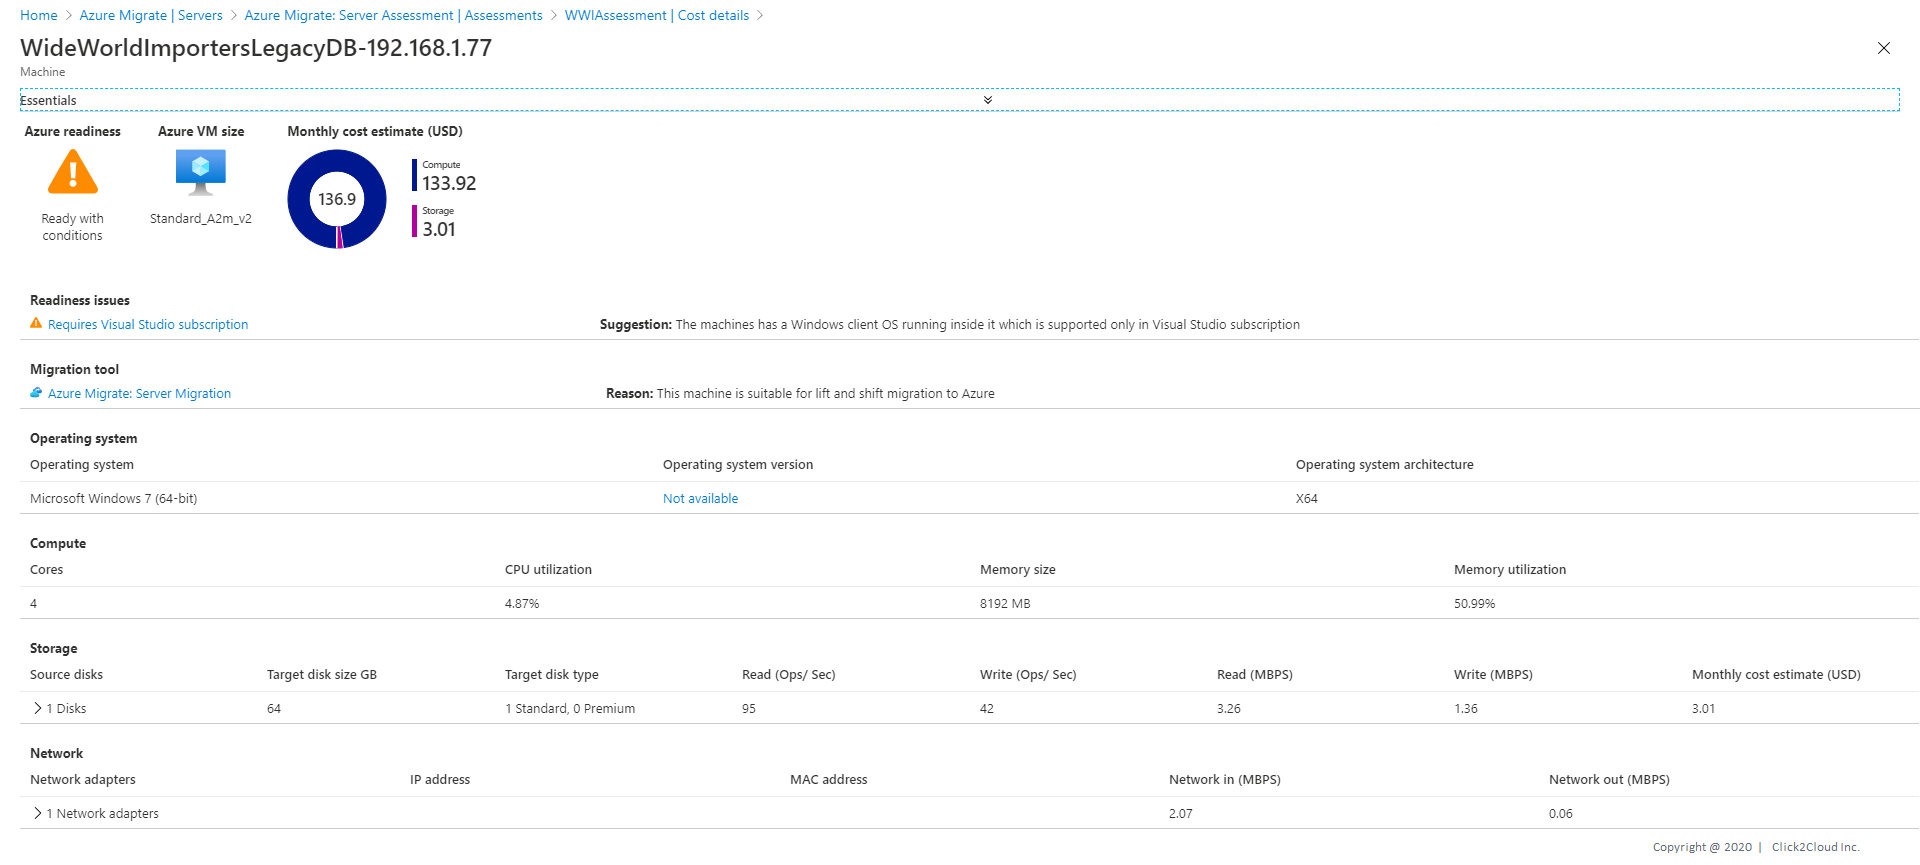 Home > Azure Migrate | Servers > Azure Migrate: Server Assessment | Assessments > WWIAssessment | Cost details >
WideWorldImportersLegacyDB-192.168.1.77
Machine
Essentials
Azure readiness Azure VM size Monthly cost estimate (USD)
Ready with
conditions
Standard_A2m_v2
136.9
Compute
133.92
Storage
3.01
Readiness issues
Requires Visual Studio subscription Suggestion: The machines has a Windows client OS running inside it which is supported only in Visual Studio subscription
Migration tool
Azure Migrate: Server Migration Reason: This machine is suitable for lift and shift migration to Azure
Operating system
Operating system Operating system version Operating system architecture
Microsoft Windows 7 (64-bit) Not available X64
Compute
Cores CPU utilization Memory size Memory utilization
4 4.87% 8192 MB 50.99%
Storage
Source disks Target disk size GB Target disk type Read (Ops/ Sec) Write (Ops/ Sec) Read (MBPS) Write (MBPS) Monthly cost estimate (USD)
1 Disks 64 1 Standard, 0 Premium 95 42 3.26 1.36 3.01
Network
Network adapters IP address MAC address Network in (MBPS) Network out (MBPS)
1 Network adapters 2.07 0.06
Copyright @ 2020 | Click2Cloud Inc.